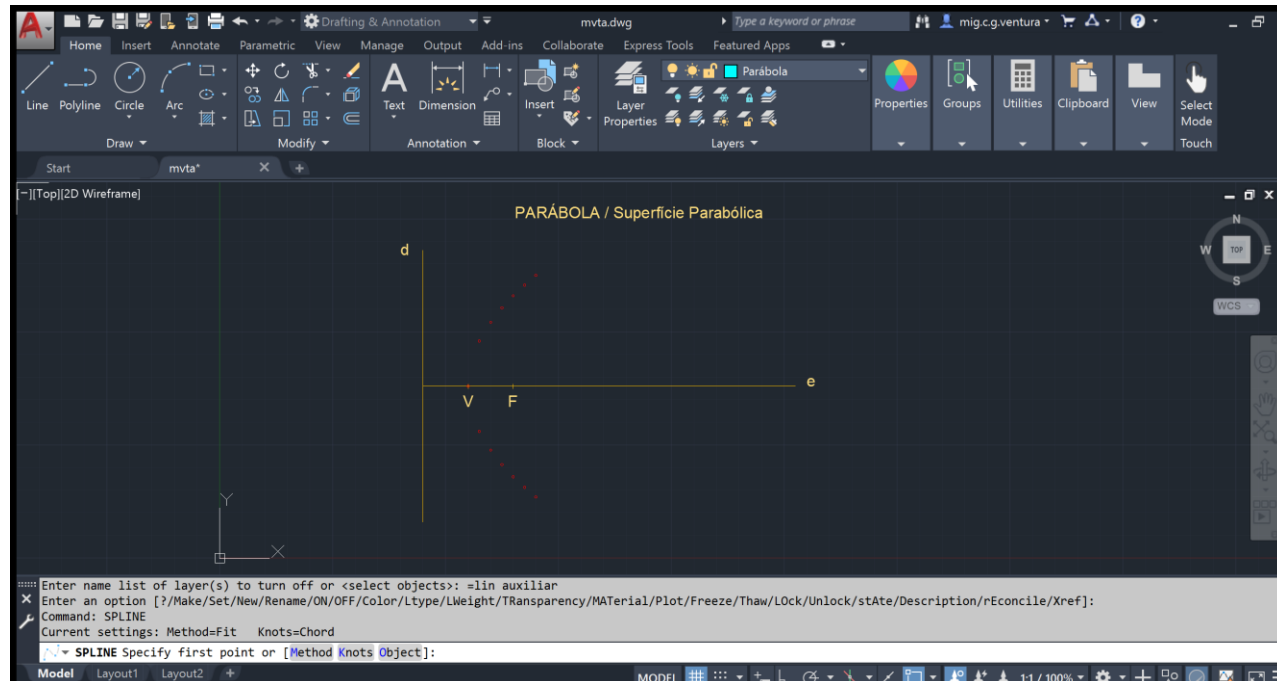 A Drafting & Annotation mvta.dwg Type a keyword or phrase mig.c.g.ventura ?
Home Insert Annotate Parametric View Manage Output Add-ins Collaborate Express Tools Featured Apps
Line Polyline Circle Arc A Text Dimension Insert Layer Properties Parábola Properties Groups Utilities Clipboard View Select Mode
Draw Modify Annotation Block Layers Touch
Start mvta* +
[−][Top][2D Wireframe]
PARÁBOLA / Superfície Parabólica
N
W TOP E
S
WCS
d
e
V F
Y
X
Enter name list of layer(s) to turn off or <select objects>: =lin auxiliar
Enter an option [?/Make/Set/New/Rename/ON/OFF/Color/Ltype/LWeight/TRansparency/MATerial/Plot/Freeze/Thaw/LOck/Unlock/stAte/Description/rEconcile/Xref]:
Command: SPLINE
Current settings: Method=Fit Knots=Chord
SPLINE Specify first point or [Method Knots Object]:
Model Layout1 Layout2 + MODEL 1:1 / 100%